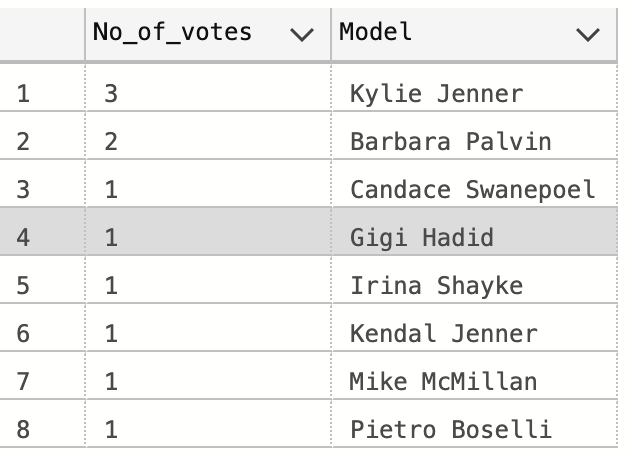 No_of_votes Model
1 3 Kylie Jenner
2 2 Barbara Palvin
3 1 Candace Swanepoel
4 1 Gigi Hadid
5 1 Irina Shayke
6 1 Kendal Jenner
7 1 Mike McMillan
8 1 Pietro Boselli